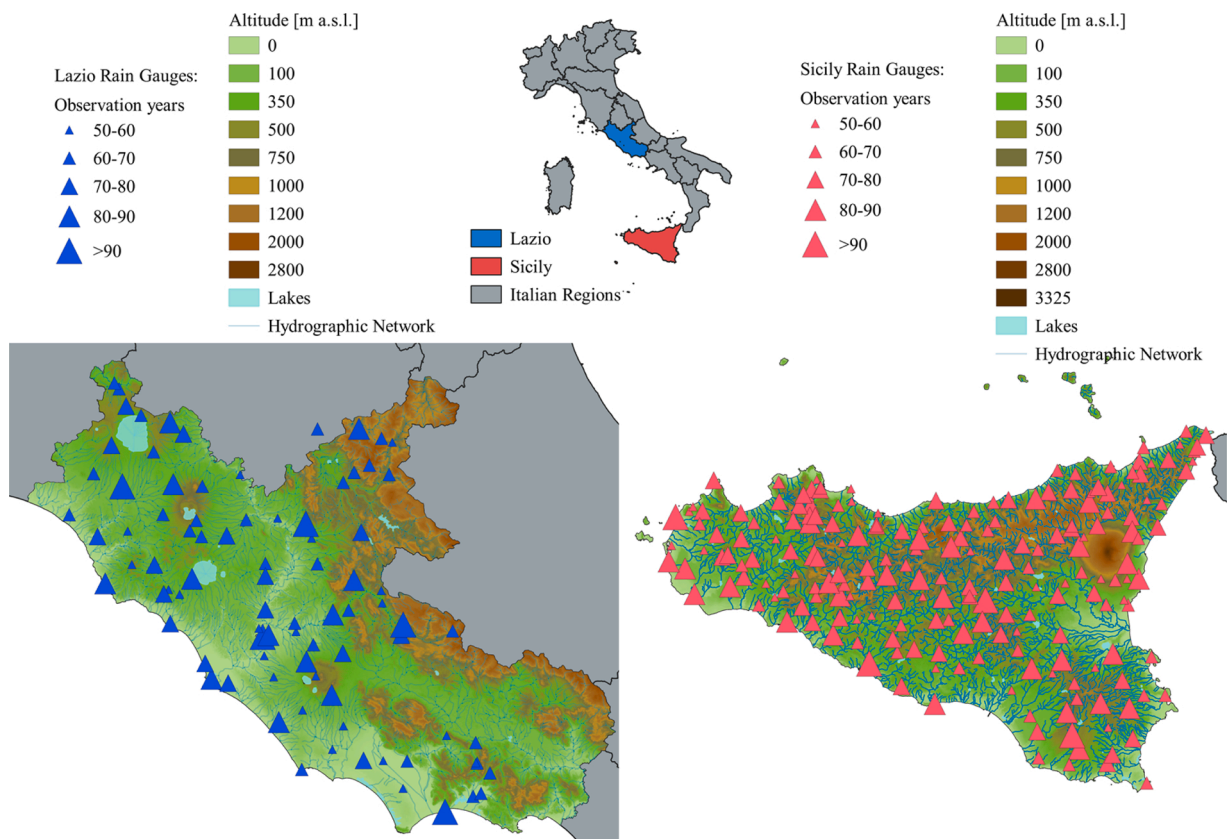 Altitude [m a.s.l.]
0
Lazio Rain Gauges:
100
Observation years
350
50-60
500
60-70
750
70-80
1000
80-90
1200
>90
2000
2800
Lakes
Hydrographic Network
Lazio
Sicily
Italian Regions
Altitude [m a.s.l.]
0
Sicily Rain Gauges:
100
Observation years
350
50-60
500
60-70
750
70-80
1000
80-90
1200
>90
2000
2800
3325
Lakes
Hydrographic Network